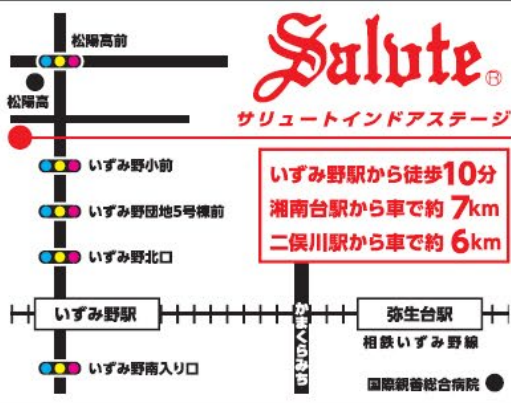 松陽高前
松陽高
Salute®
サリュートインドアステージ
いずみ野小前
いずみ野団地5号棟前
いずみ野北口
いずみ野駅から徒歩10分
湘南台駅から車で約7km
二俣川駅から車で約6km
いずみ野駅
かまくらみち
弥生台駅
相鉄いずみ野線
いずみ野南入り口
国際親善総合病院